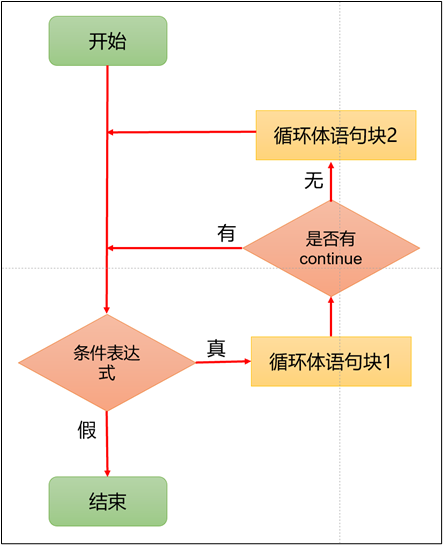 开始
循环体语句块2
无
有
是否有
continue
条件表达
式
真
循环体语句块1
假
结束